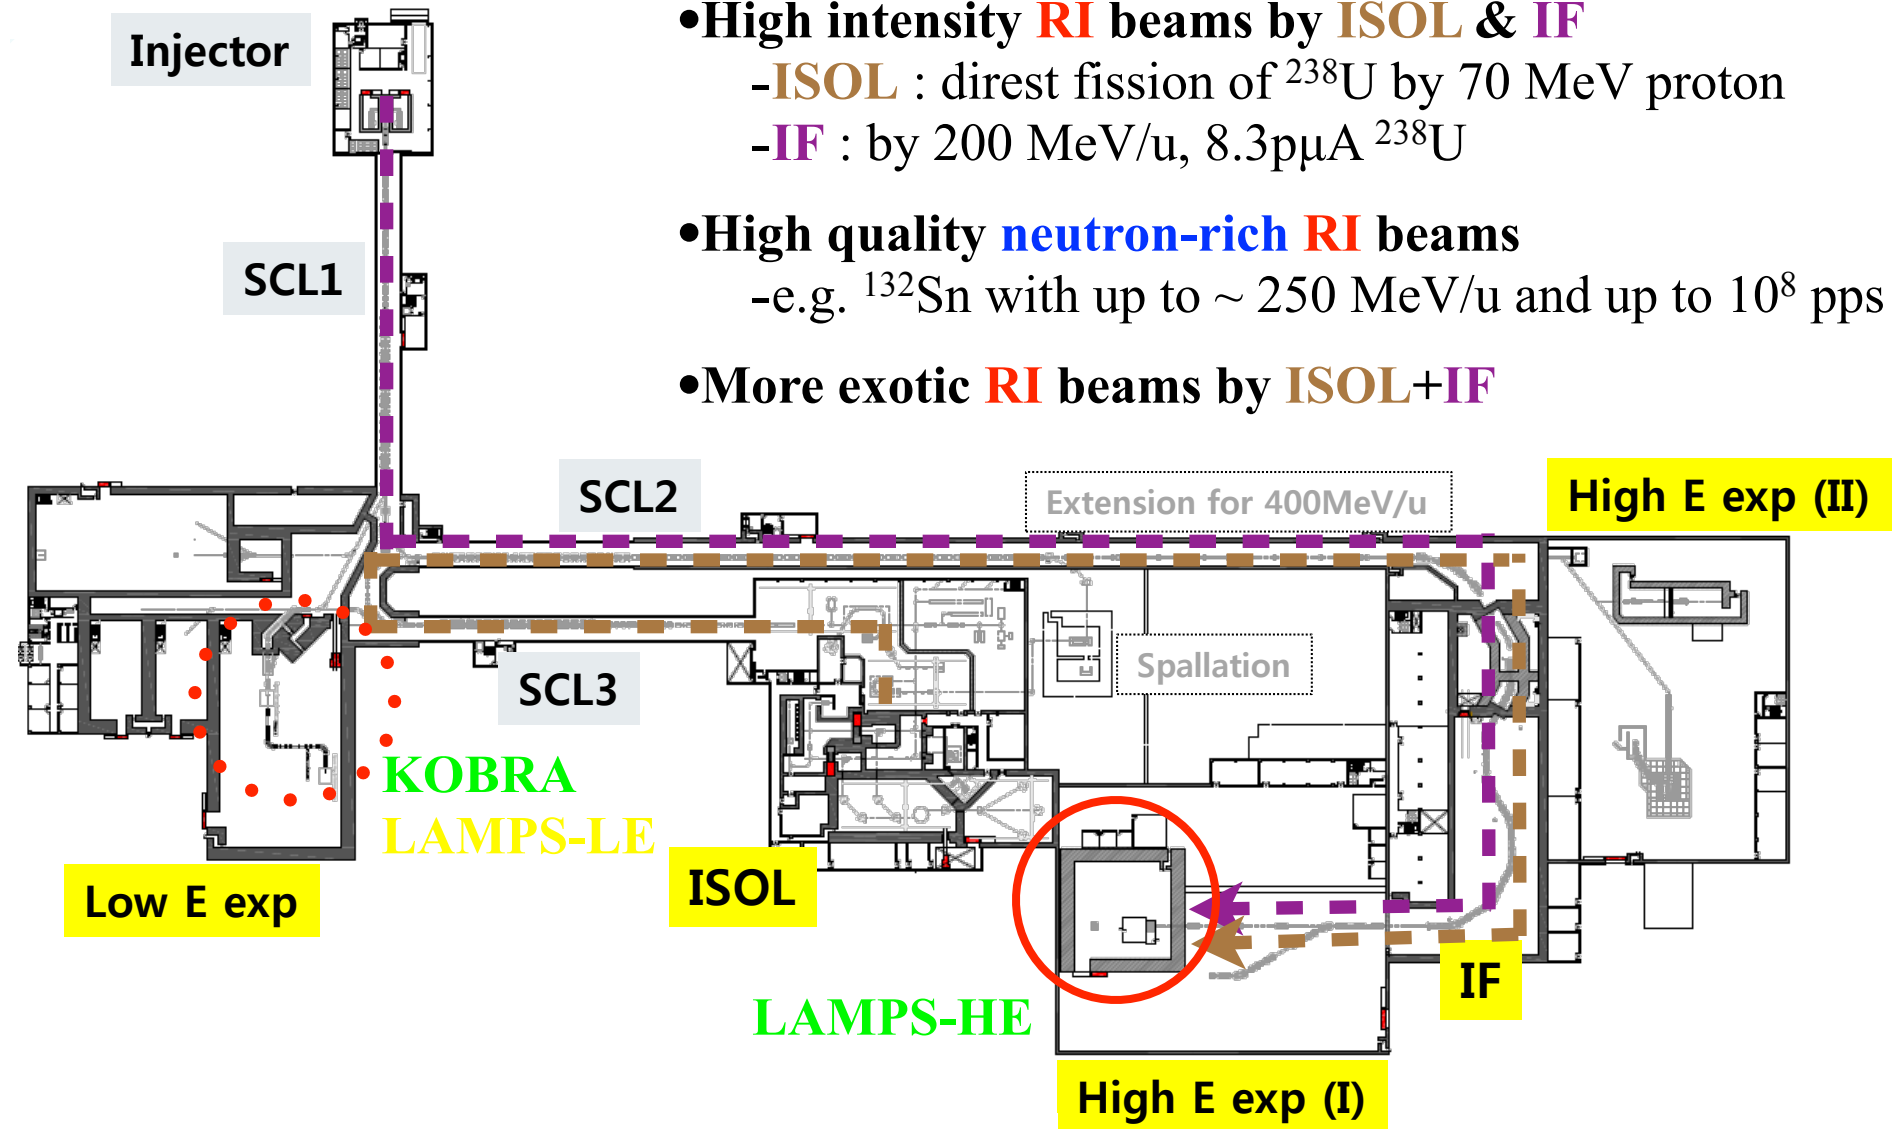 •High intensity RI beams by ISOL & IF
-ISOL : direst fission of ²³⁸U by 70 MeV proton
-IF : by 200 MeV/u, 8.3pμA ²³⁸U
•High quality neutron-rich RI beams
-e.g. ¹³²Sn with up to ~ 250 MeV/u and up to 10⁸ pps
•More exotic RI beams by ISOL+IF
Injector
SCL1
SCL2
Extension for 400MeV/u
High E exp (II)
SCL3
Spallation
KOBRA
LAMPS-LE
Low E exp
ISOL
IF
LAMPS-HE
High E exp (I)